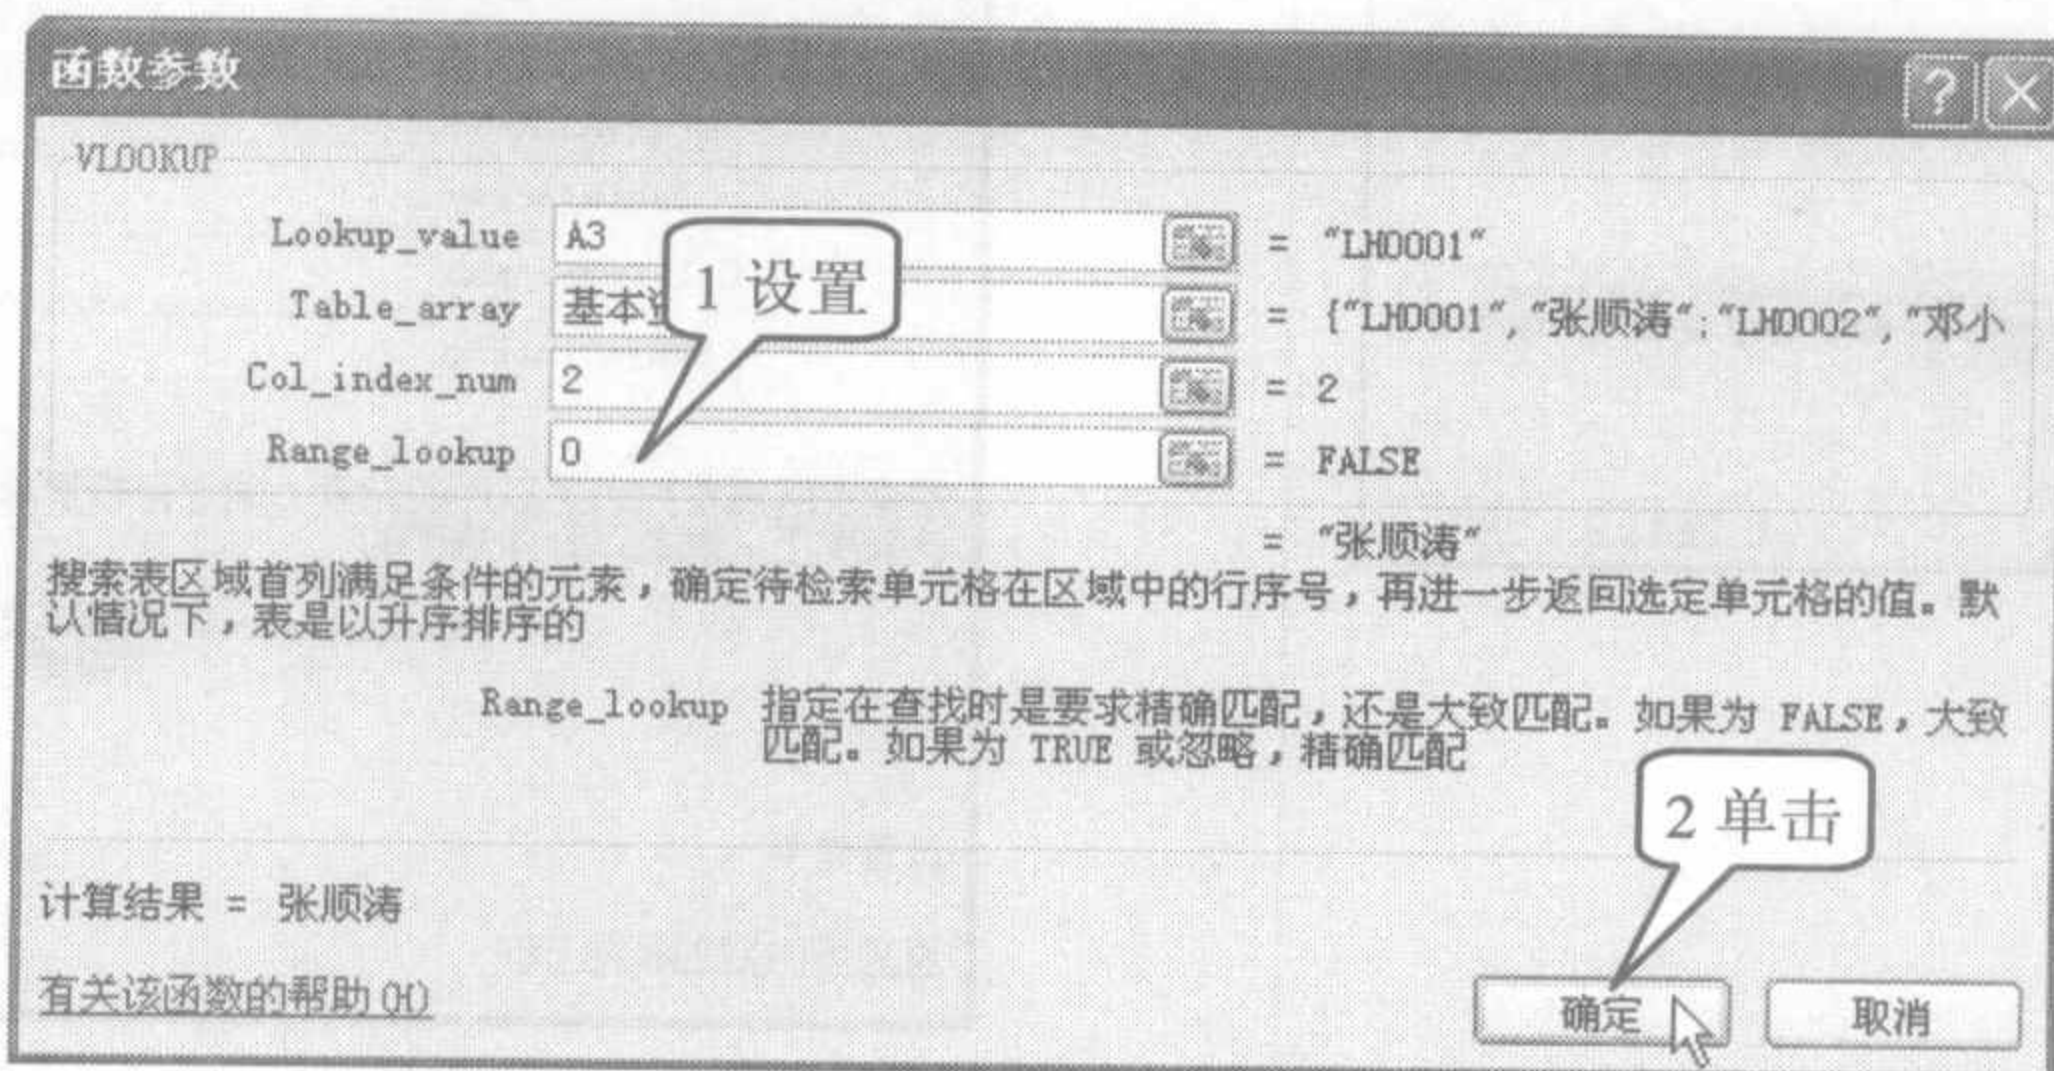 函数参数
VLOOKUP
Lookup_value A3 = "LH0001"
Table_array 基本 = {"LH0001","张顺涛";"LH0002","邓小
1 设置
Col_index_num 2 = 2
Range_lookup 0 = FALSE
= "张顺涛"
搜索表区域首列满足条件的元素，确定待检索单元格在区域中的行序号，再进一步返回选定单元格的值。默
认情况下，表是以升序排序的
Range_lookup 指定在查找时是要求精确匹配，还是大致匹配。如果为 FALSE，大致
匹配。如果为 TRUE 或忽略，精确匹配
2 单击
计算结果 = 张顺涛
有关该函数的帮助(H)
确定 取消